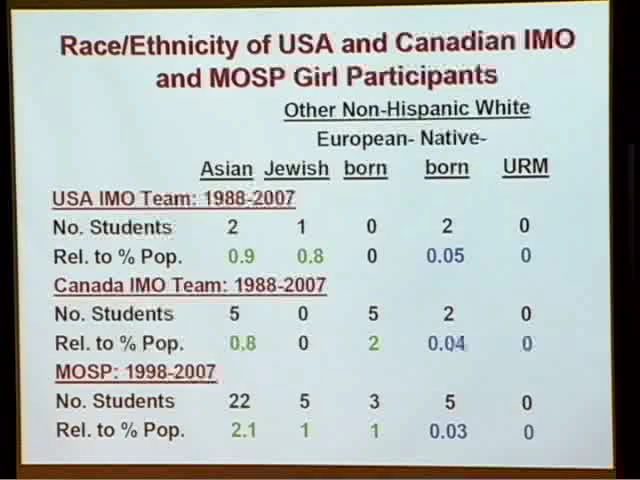 Race/Ethnicity of USA and Canadian IMO
and MOSP Girl Participants
Other Non-Hispanic White
European- Native-
Asian Jewish born born URM
USA IMO Team: 1988-2007
No. Students 2 1 0 2 0
Rel. to % Pop. 0.9 0.8 0 0.05 0
Canada IMO Team: 1988-2007
No. Students 5 0 5 2 0
Rel. to % Pop. 0.8 0 2 0.04 0
MOSP: 1998-2007
No. Students 22 5 3 5 0
Rel. to % Pop. 2.1 1 1 0.03 0